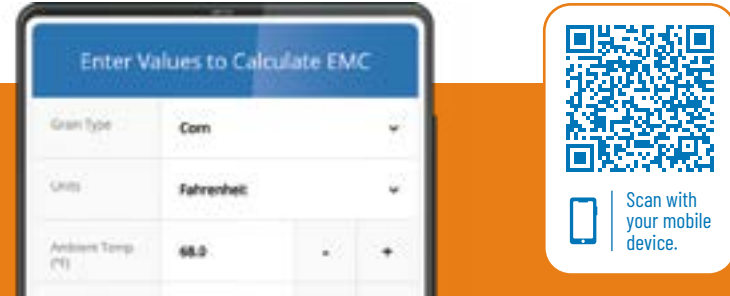 Enter Values to Calculate EMC
Grain Type
Corn
Units
Fahrenheit
Ambient Temp.
(°F)
68.0
-
+
Scan with
your mobile
device.